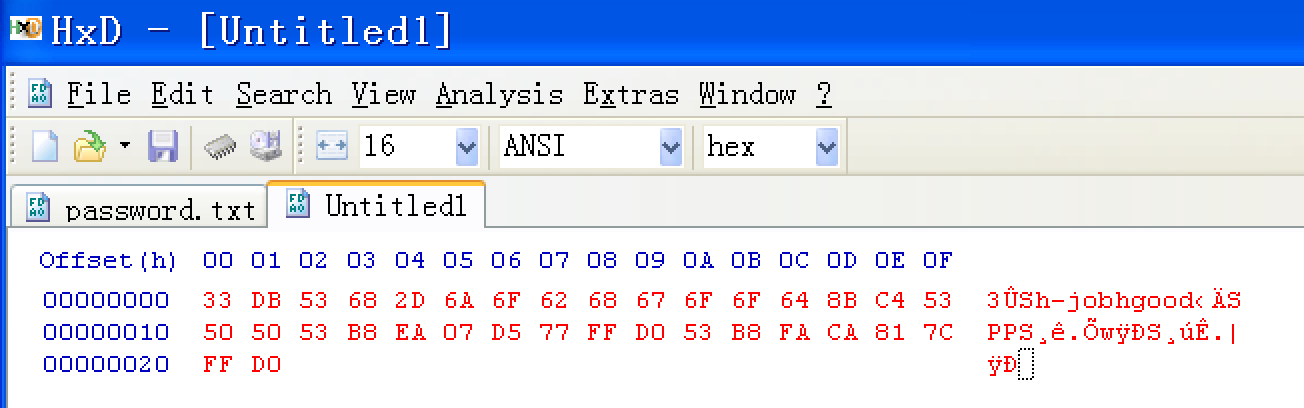 HxD - [Untitled1]
File Edit Search View Analysis Extras Window ?
16 ANSI hex
password.txt Untitled1
Offset(h) 00 01 02 03 04 05 06 07 08 09 0A 0B 0C 0D 0E 0F
00000000 33 DB 53 68 2D 6A 6F 62 68 67 6F 6F 64 8B C4 53 3ÛSh-jobhgood‹ÄS
00000010 50 50 53 B8 EA 07 D5 77 FF D0 53 B8 FA CA 81 7C PPS¸ê.ÕwÿÐS¸úÊ.|
00000020 FF D0 ÿÐ